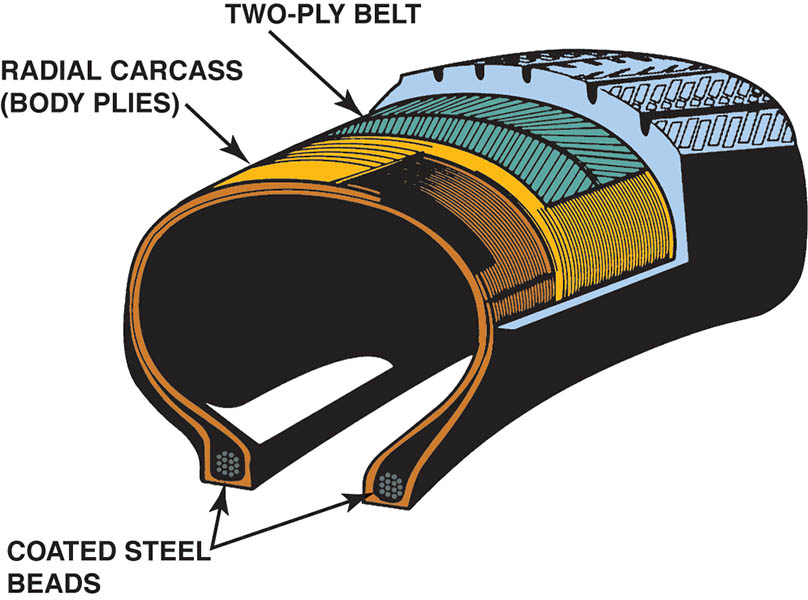 TWO-PLY BELT
RADIAL CARCASS
(BODY PLIES)
COATED STEEL
BEADS